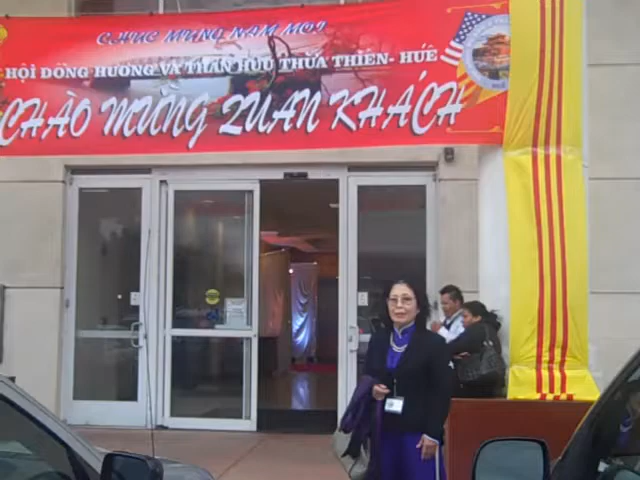 CHÚC MỪNG NĂM MỚI
HỘI ĐỒNG HƯƠNG VÀ THÂN HỮU THỪA THIÊN - HUẾ
CHÀO MỪNG QUAN KHÁCH